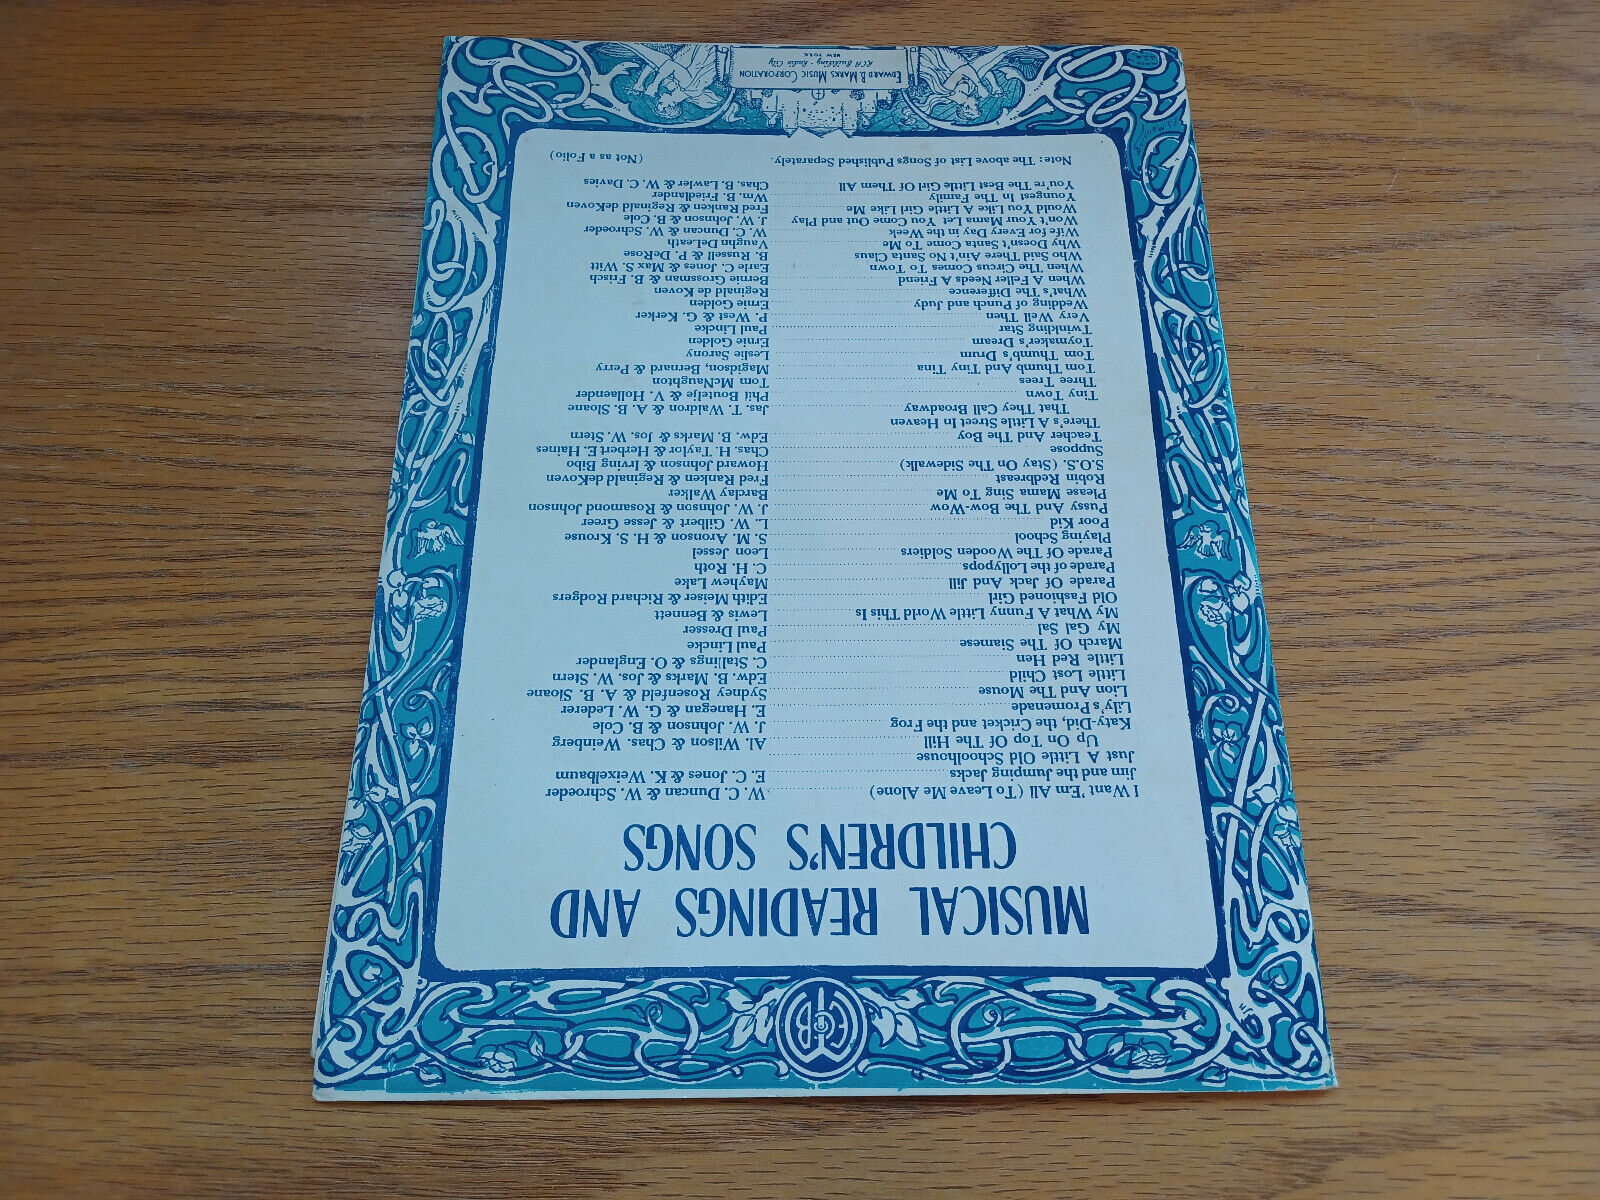 MUSICAL READINGS AND
CHILDREN'S SONGS
I Want 'Em All (To Leave Me Alone) W. C. Duncan & W. Schroeder
Jim and the Jumping Jacks E. C. Jones & K. Weixelbaum
Just A Little Old Schoolhouse
Up On Top Of The Hill Al. Wilson & Chas. Weinberg
Katy-Did, the Cricket and the Frog J. W. Johnson & B. Cole
Lily's Promenade E. Hanegan & G. W. Lederer
Lion And The Mouse Sydney Rosenfeld & A. B. Sloane
Little Lost Child Edw. B. Marks & Jos. W. Stern
Little Red Hen C. Stallings & O. Englander
March Of The Siamese Paul Lincke
My Gal Sal Paul Dresser
My What A Funny Little World This Is Lewis & Bennett
Old Fashioned Girl Edith Meiser & Richard Rodgers
Parade Of Jack And Jill Mayhew Lake
Parade of the Lollypops C. H. Roth
Parade Of The Wooden Soldiers Leon Jessel
Playing School S. M. Aronson & H. S. Krouse
Poor Kid L. W. Gilbert & Jesse Greer
Pussy And The Bow-Wow J. W. Johnson & Rosamond Johnson
Please Mama Sing To Me Barclay Walker
Robin Redbreast Fred Ranken & Reginald deKoven
S.O.S. (Stay On The Sidewalk) Howard Johnson & Irving Bibo
Suppose Chas. H. Taylor & Herbert E. Haines
Teacher And The Boy Edw. B. Marks & Jos. W. Stern
There's A Little Street In Heaven
That They Call Broadway Jas. T. Waldron & A. B. Sloane
Tiny Town Phil Boutelje & V. Hollaender
Three Trees Tom McNaughton
Tom Thumb And Tiny Tina Magidson, Bernard & Perry
Tom Thumb's Drum Leslie Sarony
Toymaker's Dream Ernie Golden
Twinkling Star Paul Lincke
Very Well Then P. West & G. Kerker
Wedding of Punch and Judy Ernie Golden
What's The Difference Reginald de Koven
When A Feller Needs A Friend Bernie Grossman & B. Frisch
When The Circus Comes To Town Earle C. Jones & Max S. Witt
Who Said There Ain't No Santa Claus B. Russell & P. DeRose
Why Doesn't Santa Come To Me Vaughn DeLeath
Wife for Every Day in the Week W. C. Duncan & W. Schroeder
Won't Your Mama Let You Come Out and Play J. W. Johnson & B. Cole
Would You Like A Little Girl Like Me Fred Ranken & Reginald deKoven
Youngest In The Family Wm. B. Friedlander
You're The Best Little Girl Of Them All Chas. B. Lawler & W. C. Davies
Note: The above List of Songs Published Separately. (Not as a Folio)
EDWARD B. MARKS MUSIC CORPORATION
RCA Building - Radio City
NEW YORK